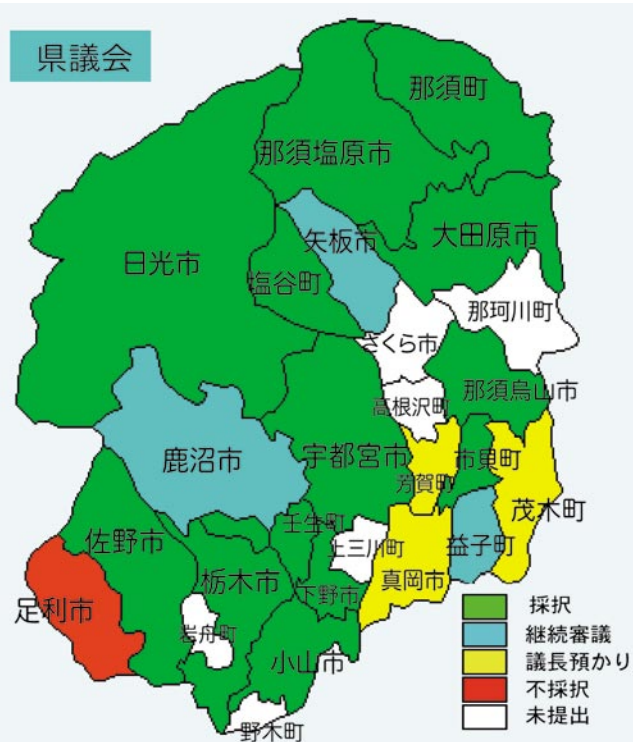 県議会
那須町
那須塩原市
大田原市
矢板市
日光市
塩谷町
那珂川町
さくら市
那須烏山市
高根沢町
宇都宮市
鹿沼市
市貝町
芳賀町
茂木町
壬生町
佐野市
上三川町
益子町
栃木市
真岡市
下野市
足利市
岩舟町
小山市
野木町
採択
継続審議
議長預かり
不採択
未提出